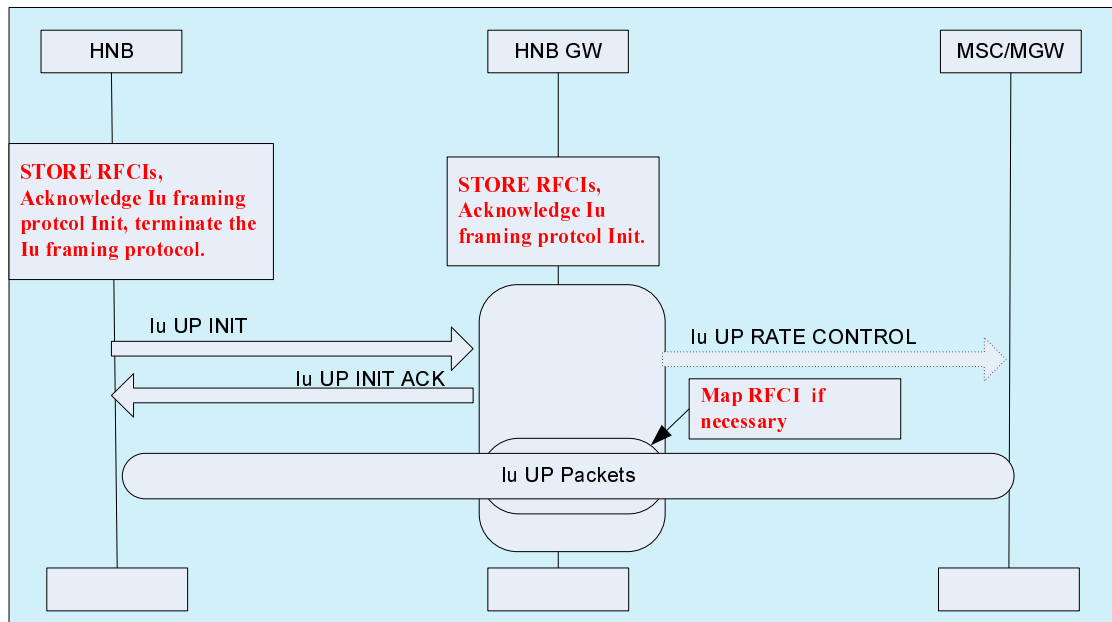 HNB
HNB GW
MSC/MGW
STORE RFCIs,
Acknowledge Iu framing
protcol Init, terminate the
Iu framing protocol.
STORE RFCIs,
Acknowledge Iu
framing protcol Init.
Iu UP INIT
Iu UP RATE CONTROL
Iu UP INIT ACK
Map RFCI if
necessary
Iu UP Packets